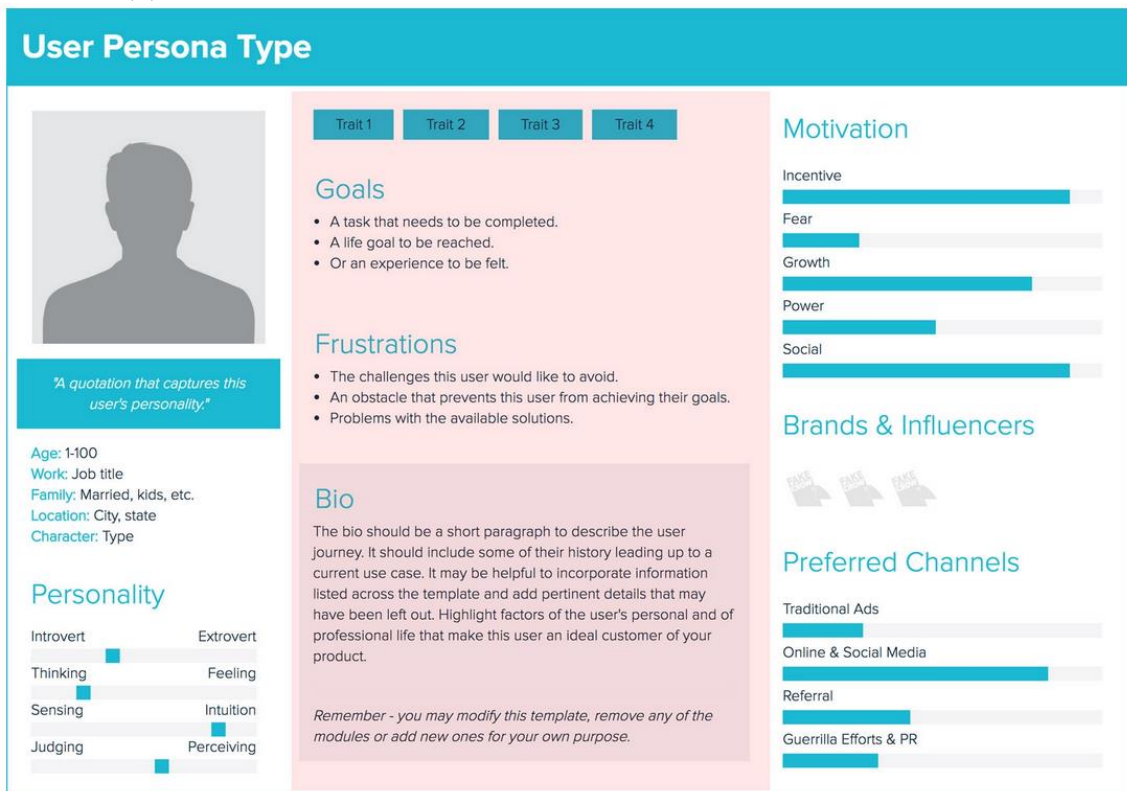 User Persona Type
"A quotation that captures this
user's personality."
Age: 1-100
Work: Job title
Family: Married, kids, etc.
Location: City, state
Character: Type
Personality
Introvert Extrovert
Thinking Feeling
Sensing Intuition
Judging Perceiving
Trait 1 Trait 2 Trait 3 Trait 4
Goals
• A task that needs to be completed.
• A life goal to be reached.
• Or an experience to be felt.
Frustrations
• The challenges this user would like to avoid.
• An obstacle that prevents this user from achieving their goals.
• Problems with the available solutions.
Bio
The bio should be a short paragraph to describe the user
journey. It should include some of their history leading up to a
current use case. It may be helpful to incorporate information
listed across the template and add pertinent details that may
have been left out. Highlight factors of the user's personal and of
professional life that make this user an ideal customer of your
product.
Remember - you may modify this template, remove any of the
modules or add new ones for your own purpose.
Motivation
Incentive
Fear
Growth
Power
Social
Brands & Influencers
FAKE CROW FAKE CROW FAKE CROW
Preferred Channels
Traditional Ads
Online & Social Media
Referral
Guerrilla Efforts & PR